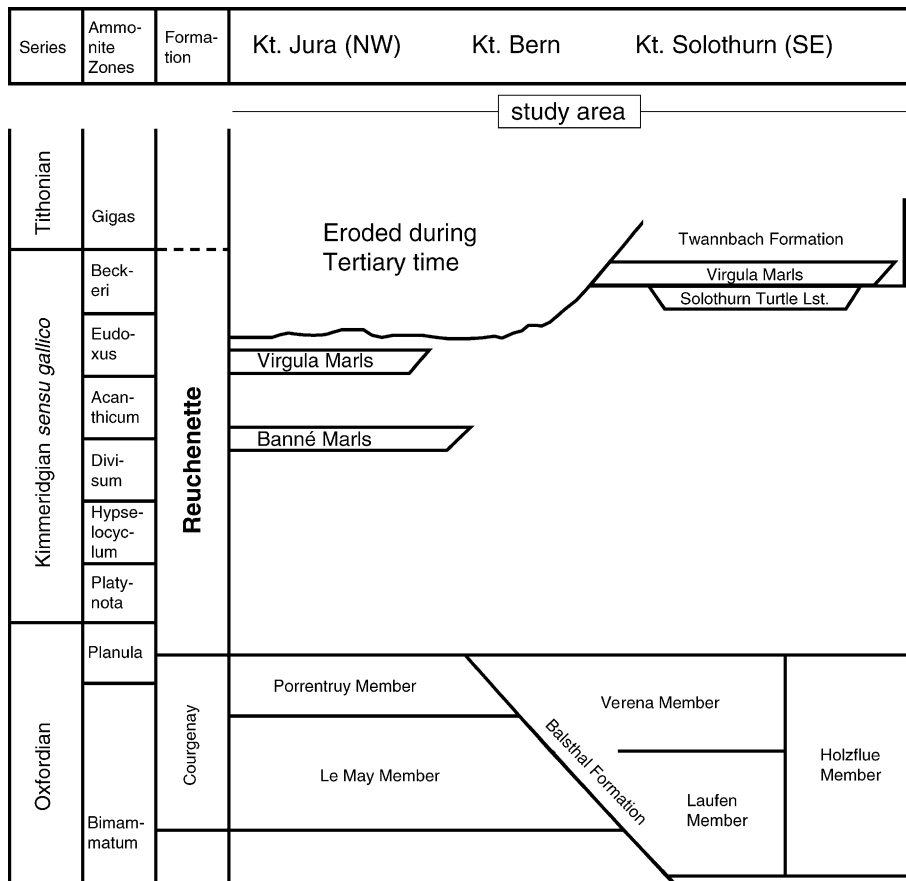 Series
Ammo-
nite
Zones
Forma-
tion
Kt. Jura (NW)
Kt. Bern
Kt. Solothurn (SE)
study area
Tithonian
Gigas
Eroded during
Tertiary time
Twannbach Formation
Virgula Marls
Solothurn Turtle Lst.
Kimmeridgian sensu gallico
Beck-
eri
Eudo-
xus
Acan-
thicum
Divi-
sum
Hypse-
locyc-
lum
Platy-
nota
Reuchenette
Virgula Marls
Banné Marls
Oxfordian
Planula
Bimam-
matum
Courgenay
Porrentruy Member
Le May Member
Balsthal Formation
Verena Member
Laufen
Member
Holzflue
Member